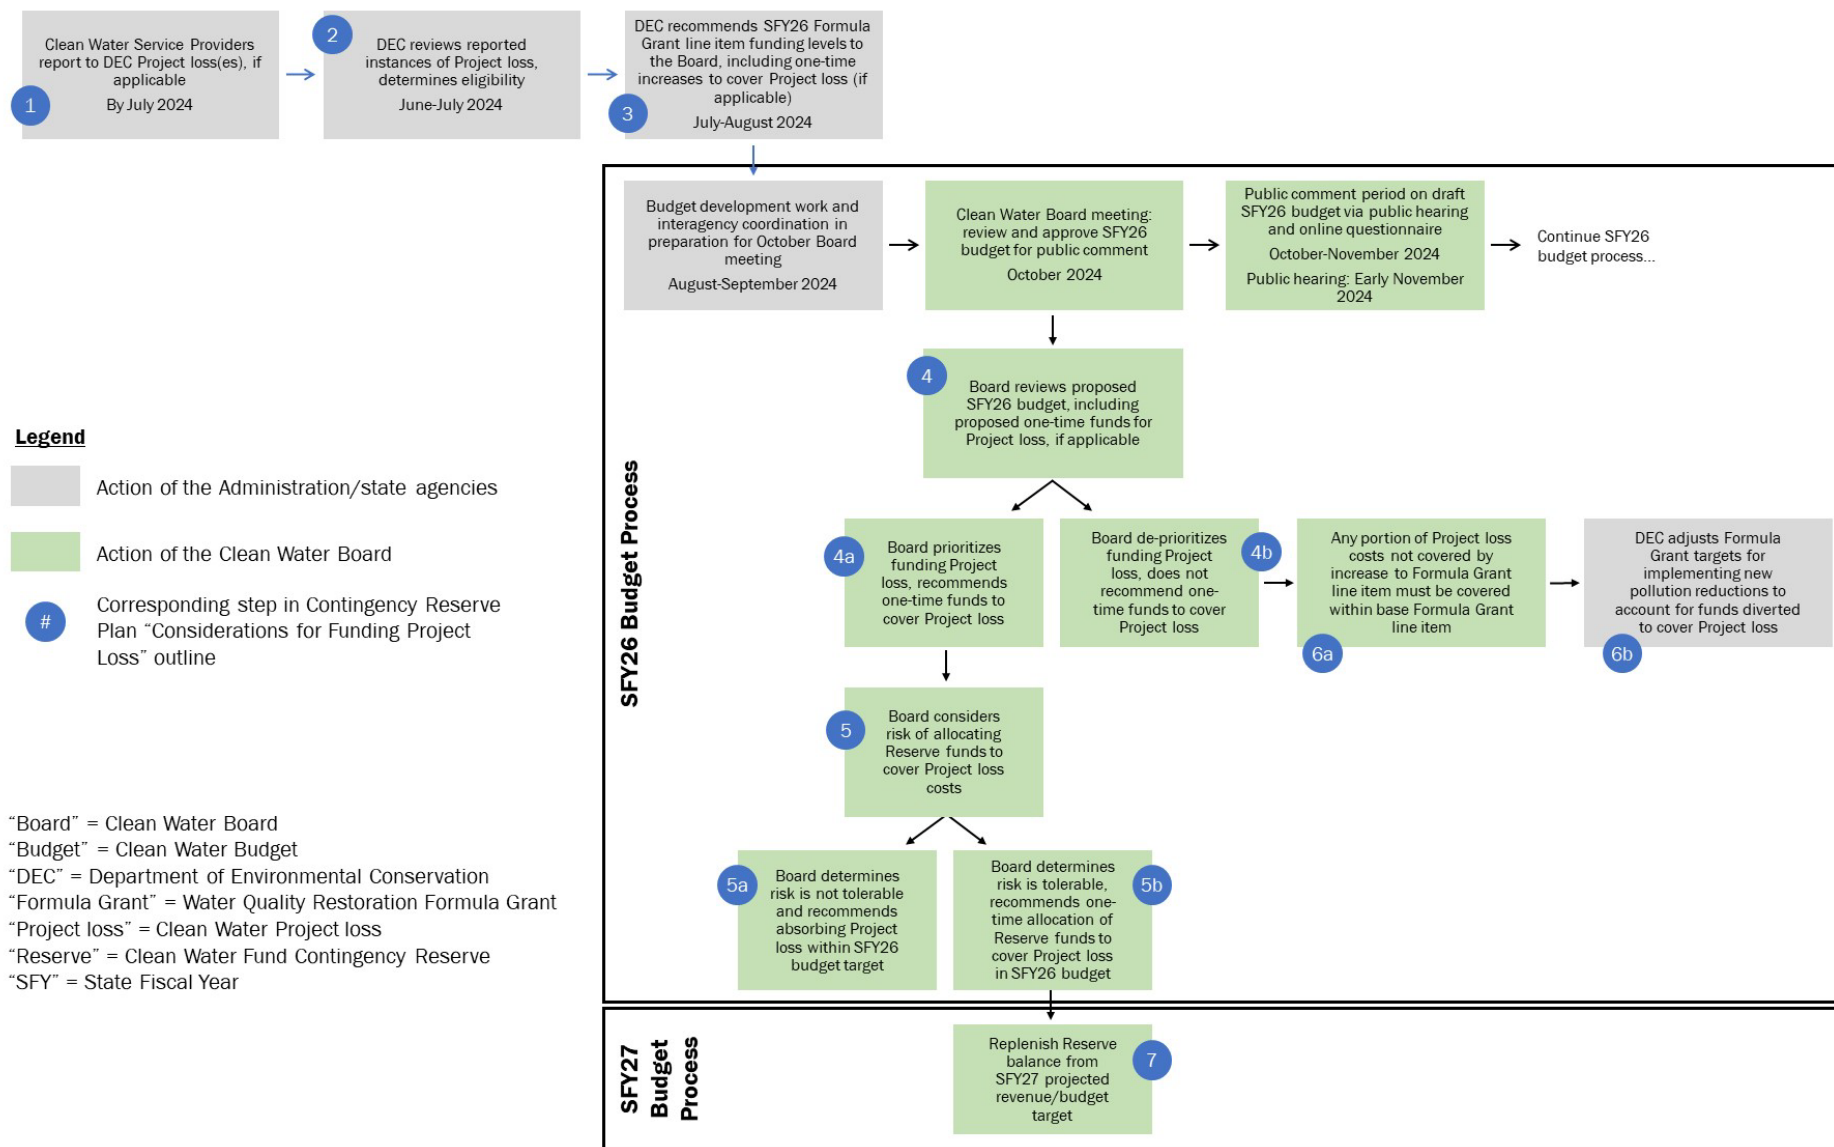 Clean Water Service Providers
report to DEC Project loss(es), if
applicable
By July 2024
1
2
DEC reviews reported
instances of Project loss,
determines eligibility
June-July 2024
DEC recommends SFY26 Formula
Grant line item funding levels to
the Board, including one-time
increases to cover Project loss (if
applicable)
July-August 2024
3
SFY26 Budget Process
Budget development work and
interagency coordination in
preparation for October Board
meeting
August-September 2024
Clean Water Board meeting:
review and approve SFY26
budget for public comment
October 2024
Public comment period on draft
SFY26 budget via public hearing
and online questionnaire
October-November 2024
Public hearing: Early November
2024
Continue SFY26
budget process...
4
Board reviews proposed
SFY26 budget, including
proposed one-time funds for
Project loss, if applicable
4a
Board prioritizes
funding Project
loss, recommends
one-time funds to
cover Project loss
Board de-prioritizes
funding Project
loss, does not
recommend one-
time funds to cover
Project loss
4b
Any portion of Project loss
costs not covered by
increase to Formula Grant
line item must be covered
within base Formula Grant
line item
6a
DEC adjusts Formula
Grant targets for
implementing new
pollution reductions to
account for funds diverted
to cover Project loss
6b
5
Board considers
risk of allocating
Reserve funds to
cover Project loss
costs
5a
Board determines
risk is not tolerable
and recommends
absorbing Project
loss within SFY26
budget target
Board determines
risk is tolerable,
recommends one-
time allocation of
Reserve funds to
cover Project loss
in SFY26 budget
5b
SFY27
Budget
Process
Replenish Reserve
balance from
SFY27 projected
revenue/budget
target
7
Legend
Action of the Administration/state agencies
Action of the Clean Water Board
#
Corresponding step in Contingency Reserve
Plan “Considerations for Funding Project
Loss” outline
“Board” = Clean Water Board
“Budget” = Clean Water Budget
“DEC” = Department of Environmental Conservation
“Formula Grant” = Water Quality Restoration Formula Grant
“Project loss” = Clean Water Project loss
“Reserve” = Clean Water Fund Contingency Reserve
“SFY” = State Fiscal Year